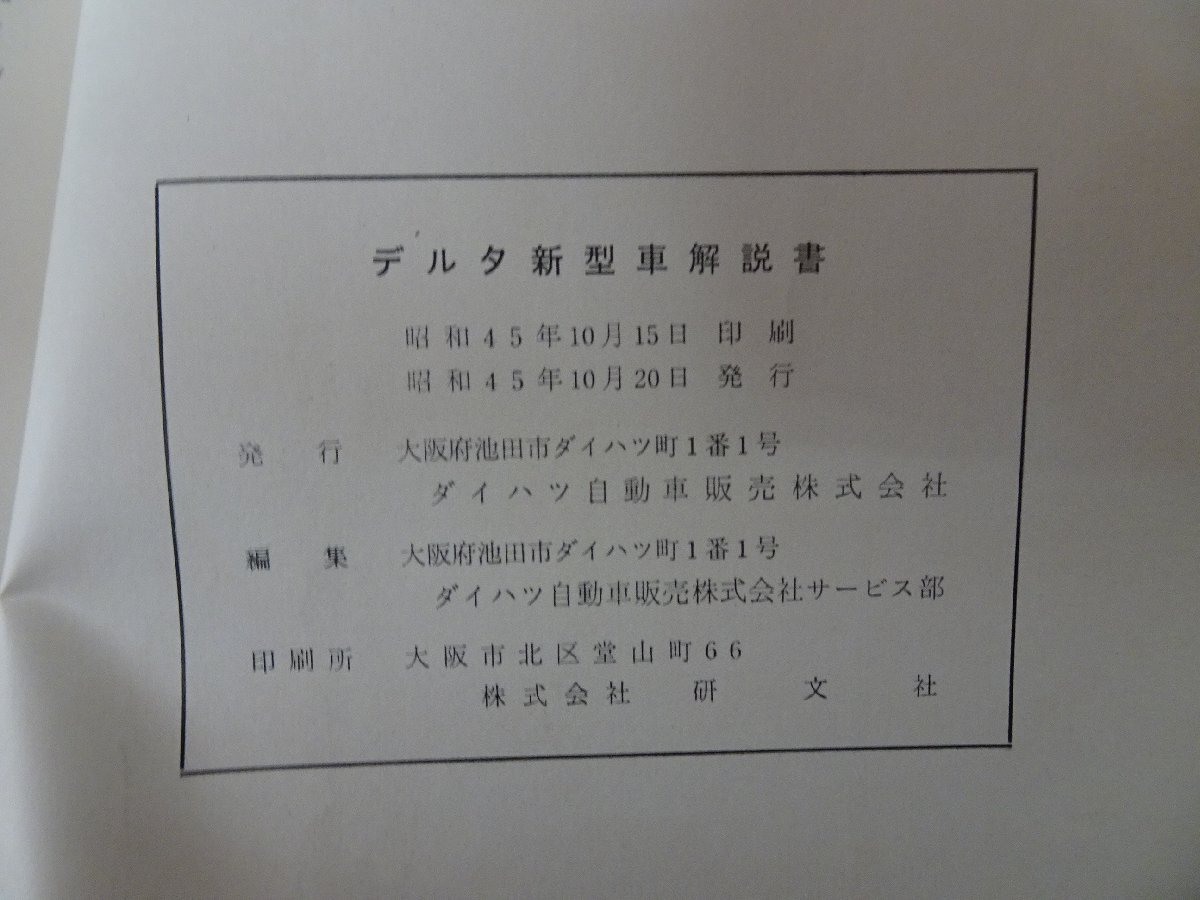 デルタ新型車解説書
昭和45年10月15日 印刷
昭和45年10月20日 発行
発行 大阪府池田市ダイハツ町1番1号
ダイハツ自動車販売株式会社
編集 大阪府池田市ダイハツ町1番1号
ダイハツ自動車販売株式会社サービス部
印刷所 大阪市北区堂山町66
株式会社 研文社